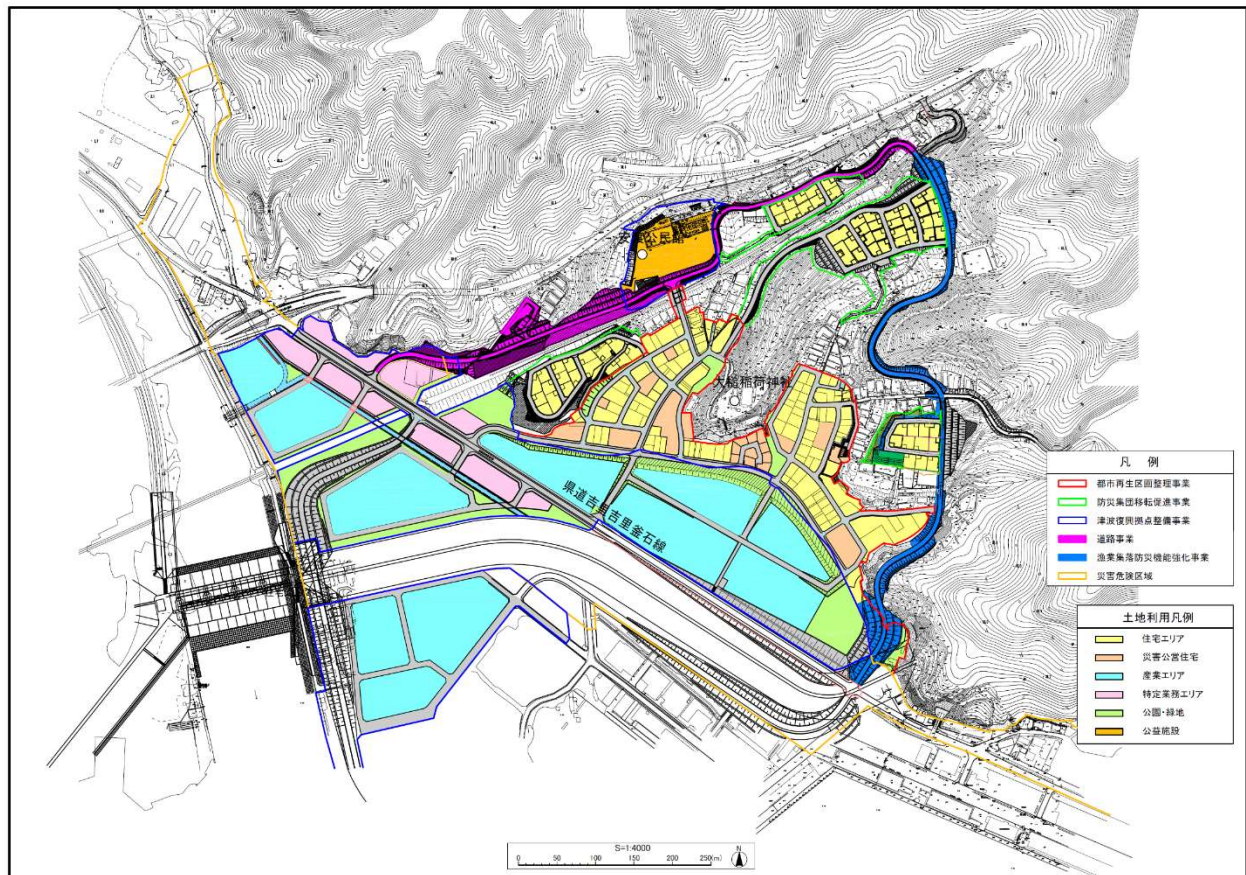 大槌稲荷神社
県道吉里吉里釜石線
凡 例
都市再生区画整理事業
防災集団移転促進事業
津波復興拠点整備事業
道路事業
漁業集落防災機能強化事業
災害危険区域
土地利用凡例
住宅エリア
災害公営住宅
産業エリア
特定業務エリア
公園・緑地
公益施設
S=1:4000
0 50 100 150 200 250(m)
N